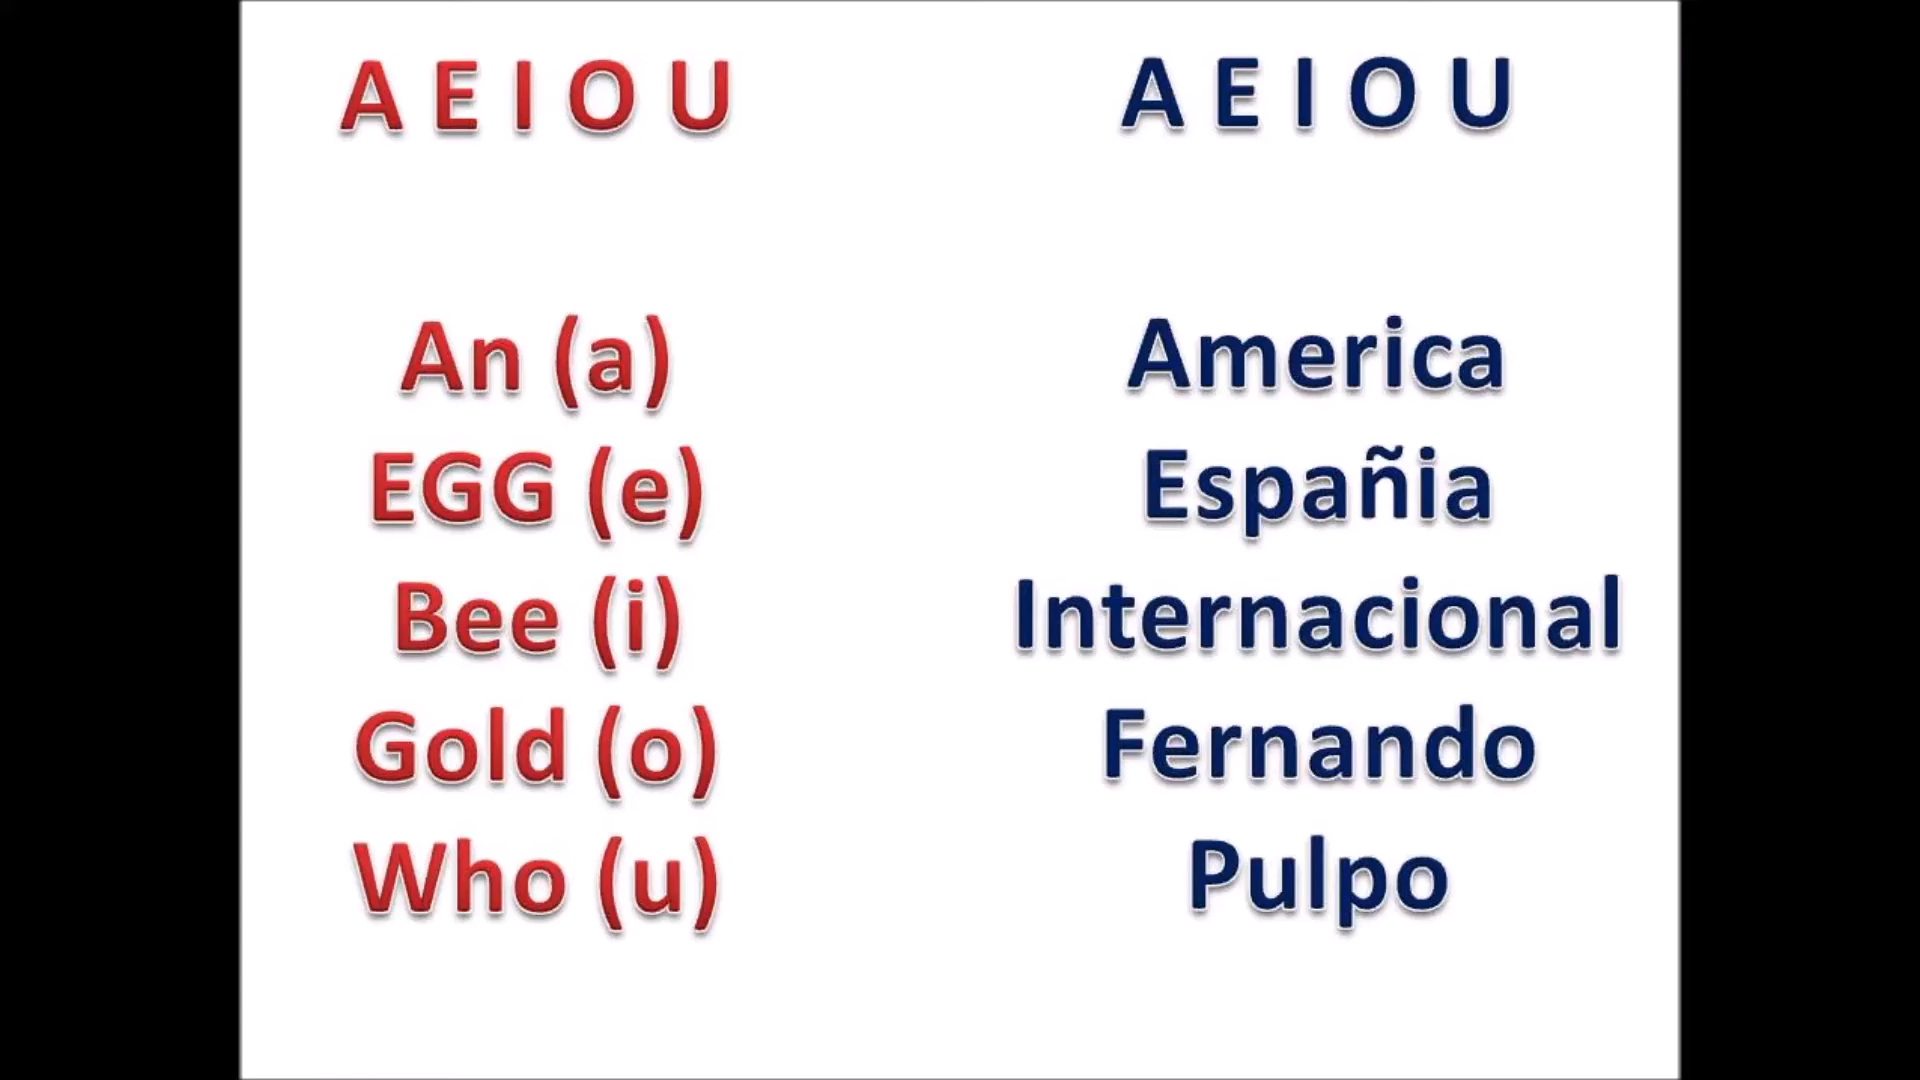 A E I O U
An (a)
EGG (e)
Bee (i)
Gold (o)
Who (u)
A E I O U
America
Españia
Internacional
Fernando
Pulpo